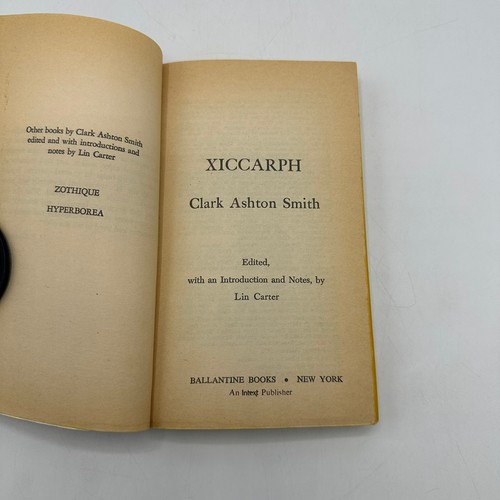 Other books by Clark Ashton Smith
edited and with introductions and
notes by Lin Carter
ZOTHIQUE
HYPERBOREA
XICCARPH
Clark Ashton Smith
Edited,
with an Introduction and Notes, by
Lin Carter
BALLANTINE BOOKS • NEW YORK
An Intext Publisher